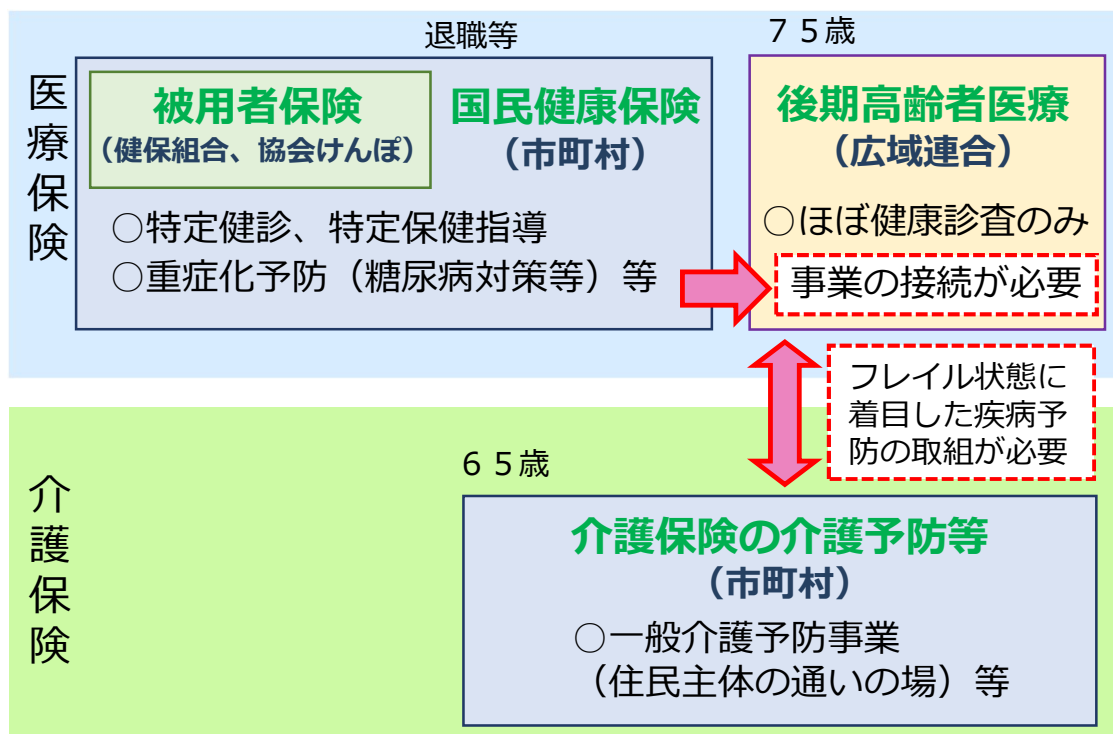 医療保険
退職等
７５歳
被用者保険
（健保組合、協会けんぽ）
国民健康保険
（市町村）
○特定健診、特定保健指導
○重症化予防（糖尿病対策等）等
後期高齢者医療
（広域連合）
○ほぼ健康診査のみ
事業の接続が必要
フレイル状態に
着目した疾病予
防の取組が必要
介護保険
６５歳
介護保険の介護予防等
（市町村）
○一般介護予防事業
（住民主体の通いの場）等